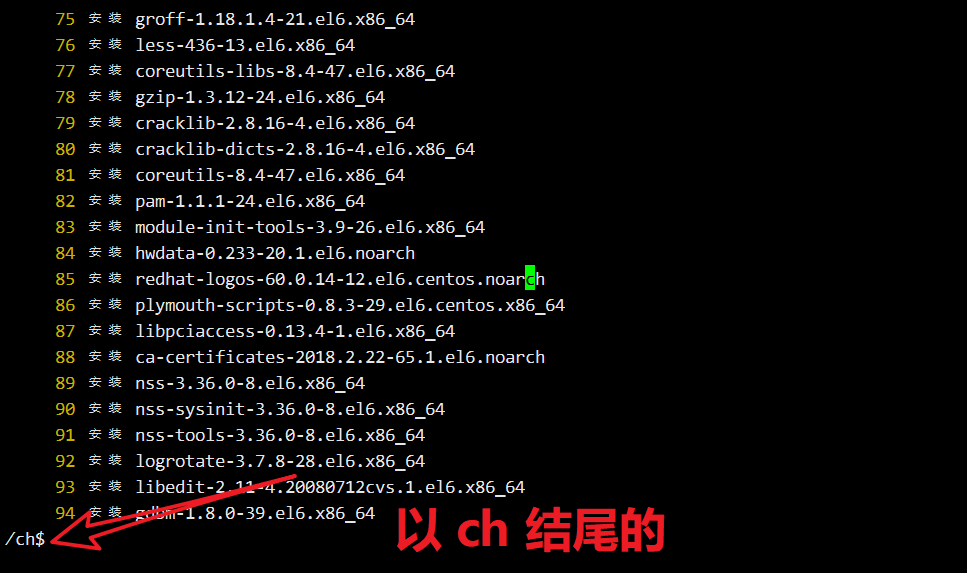 75 安装 groff-1.18.1.4-21.el6.x86_64
76 安装 less-436-13.el6.x86_64
77 安装 coreutils-libs-8.4-47.el6.x86_64
78 安装 gzip-1.3.12-24.el6.x86_64
79 安装 cracklib-2.8.16-4.el6.x86_64
80 安装 cracklib-dicts-2.8.16-4.el6.x86_64
81 安装 coreutils-8.4-47.el6.x86_64
82 安装 pam-1.1.1-24.el6.x86_64
83 安装 module-init-tools-3.9-26.el6.x86_64
84 安装 hwdata-0.233-20.1.el6.noarch
85 安装 redhat-logos-60.0.14-12.el6.centos.noarch
86 安装 plymouth-scripts-0.8.3-29.el6.centos.x86_64
87 安装 libpciaccess-0.13.4-1.el6.x86_64
88 安装 ca-certificates-2018.2.22-65.1.el6.noarch
89 安装 nss-3.36.0-8.el6.x86_64
90 安装 nss-sysinit-3.36.0-8.el6.x86_64
91 安装 nss-tools-3.36.0-8.el6.x86_64
92 安装 logrotate-3.7.8-28.el6.x86_64
93 安装 libedit-2.11-4.20080712cvs.1.el6.x86_64
94 安装 gdbm-1.8.0-39.el6.x86_64
/ch$
以 ch 结尾的